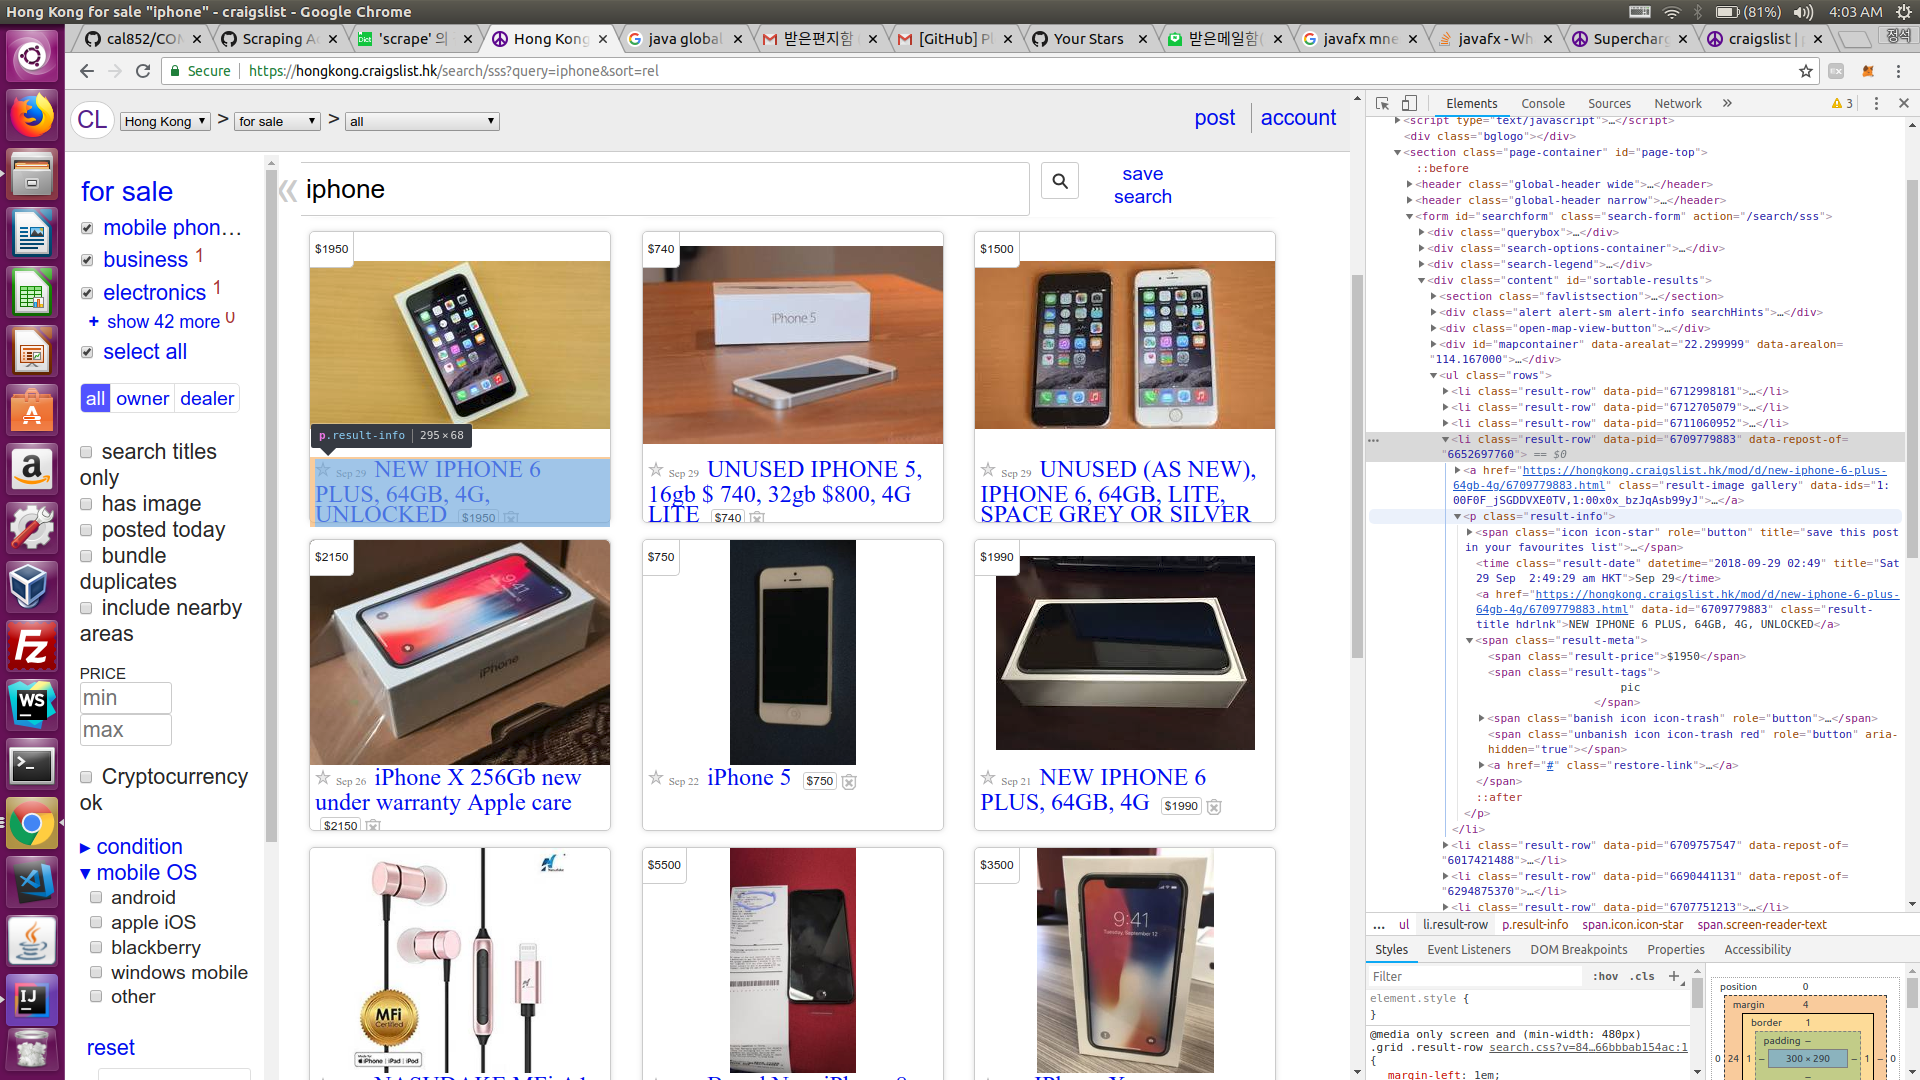 Hong Kong for sale "iphone" - craigslist - Google Chrome
(81%) 4:03 AM
cal852/CO
Scraping A
'scrape' 의
Hong Kong
java global
받은편지함
[GitHub] P
Your Stars
받은메일함(
javafx mne
javafx - Wh
Supercharg
craigslist | p
정석
Secure https://hongkong.craigslist.hk/search/sss?query=iphone&sort=rel
CL Hong Kong > for sale > all
post account
iphone
save
search
for sale
mobile phon...
business 1
electronics 1
+ show 42 more 0
select all
all owner dealer
search titles
only
has image
posted today
bundle
duplicates
include nearby
areas
PRICE
min
max
Cryptocurrency
ok
▸ condition
▾ mobile OS
android
apple iOS
blackberry
windows mobile
other
reset
$1950
p.result-info 295 × 68
Sep 29 NEW IPHONE 6
PLUS, 64GB, 4G,
UNLOCKED $1950
$740
iPhone 5
Sep 29 UNUSED IPHONE 5,
16gb $ 740, 32gb $800, 4G
LITE $740
$1500
Sep 29 UNUSED (AS NEW),
IPHONE 6, 64GB, LITE,
SPACE GREY OR SILVER
$2150
9:41
iPhone
Sep 26 iPhone X 256Gb new
under warranty Apple care
$2150
$750
Sep 22 iPhone 5 $750
$1990
Sep 21 NEW IPHONE 6
PLUS, 64GB, 4G $1990
MFi
Certified
iPhone | iPad | iPod
$5500
$3500
9:41
Elements Console Sources Network » 3
<script type="text/javascript">…</script>
<div class="bglogo"></div>
<section class="page-container" id="page-top">
::before
<header class="global-header wide">…</header>
<header class="global-header narrow">…</header>
<form id="searchform" class="search-form" action="/search/sss">
<div class="querybox">…</div>
<div class="search-options-container">…</div>
<div class="search-legend">…</div>
<div class="content" id="sortable-results">
<section class="favlistsection">…</section>
<div class="alert alert-sm alert-info searchHints">…</div>
<div class="open-map-view-button">…</div>
<div id="mapcontainer" data-arealat="22.299999" data-arealon=
"114.167000">…</div>
<ul class="rows">
<li class="result-row" data-pid="6712998181">…</li>
<li class="result-row" data-pid="6712705079">…</li>
<li class="result-row" data-pid="6711060952">…</li>
<li class="result-row" data-pid="6709779883" data-repost-of=
"6652697760"> == $0
<a href="https://hongkong.craigslist.hk/mod/d/new-iphone-6-plus-
64gb-4g/6709779883.html" class="result-image gallery" data-ids="1:
00F0F_jSGDDVXE0TV,1:00x0x_bzJqAsb99yJ">…</a>
<p class="result-info">
<span class="icon icon-star" role="button" title="save this post
in your favourites list">…</span>
<time class="result-date" datetime="2018-09-29 02:49" title="Sat
29 Sep 2:49:29 am HKT">Sep 29</time>
<a href="https://hongkong.craigslist.hk/mod/d/new-iphone-6-plus-
64gb-4g/6709779883.html" data-id="6709779883" class="result-
title hdrlnk">NEW IPHONE 6 PLUS, 64GB, 4G, UNLOCKED</a>
<span class="result-meta">
<span class="result-price">$1950</span>
<span class="result-tags">
pic
</span>
<span class="banish icon icon-trash" role="button">…</span>
<span class="unbanish icon icon-trash red" role="button" aria-
hidden="true"></span>
<a href="#" class="restore-link">…</a>
</span>
::after
</p>
</li>
<li class="result-row" data-pid="6709757547" data-repost-of=
"6017421488">…</li>
<li class="result-row" data-pid="6690441131" data-repost-of=
"6294875370">…</li>
<li class="result-row" data-pid="6707751213">…</li>
... ul li.result-row p.result-info span.icon.icon-star span.screen-reader-text
Styles Event Listeners DOM Breakpoints Properties Accessibility
Filter :hov .cls +
element.style {
}
@media only screen and (min-width: 480px)
.grid .result-row search.css?v=84…66bbbab154ac:1
{
margin-left: 1em;
position 0
margin 4
border 1
padding –
0 24 1 – 300 × 290 – 1 – 0